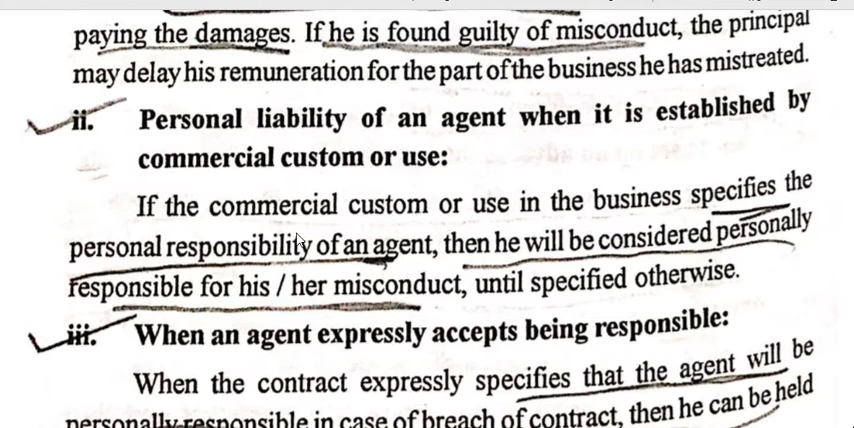 paying the damages. If he is found guilty of misconduct, the principal
may delay his remuneration for the part of the business he has mistreated.
ii. Personal liability of an agent when it is established by
commercial custom or use:
If the commercial custom or use in the business specifies the
personal responsibility of an agent, then he will be considered personally
responsible for his / her misconduct, until specified otherwise.
iii. When an agent expressly accepts being responsible:
When the contract expressly specifies that the agent will be
personally responsible in case of breach of contract, then he can be held